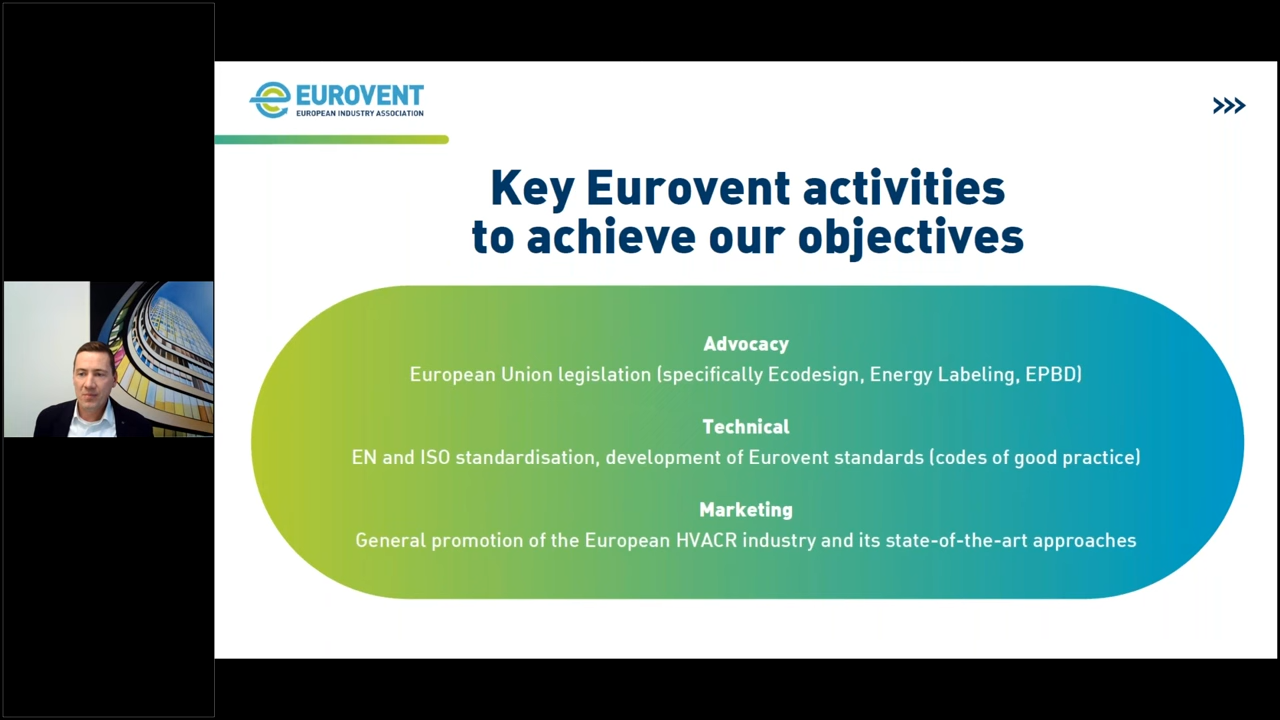 EUROVENT
EUROPEAN INDUSTRY ASSOCIATION
Key Eurovent activities
to achieve our objectives
Advocacy
European Union legislation (specifically Ecodesign, Energy Labeling, EPBD)
Technical
EN and ISO standardisation, development of Eurovent standards (codes of good practice)
Marketing
General promotion of the European HVACR industry and its state-of-the-art approaches